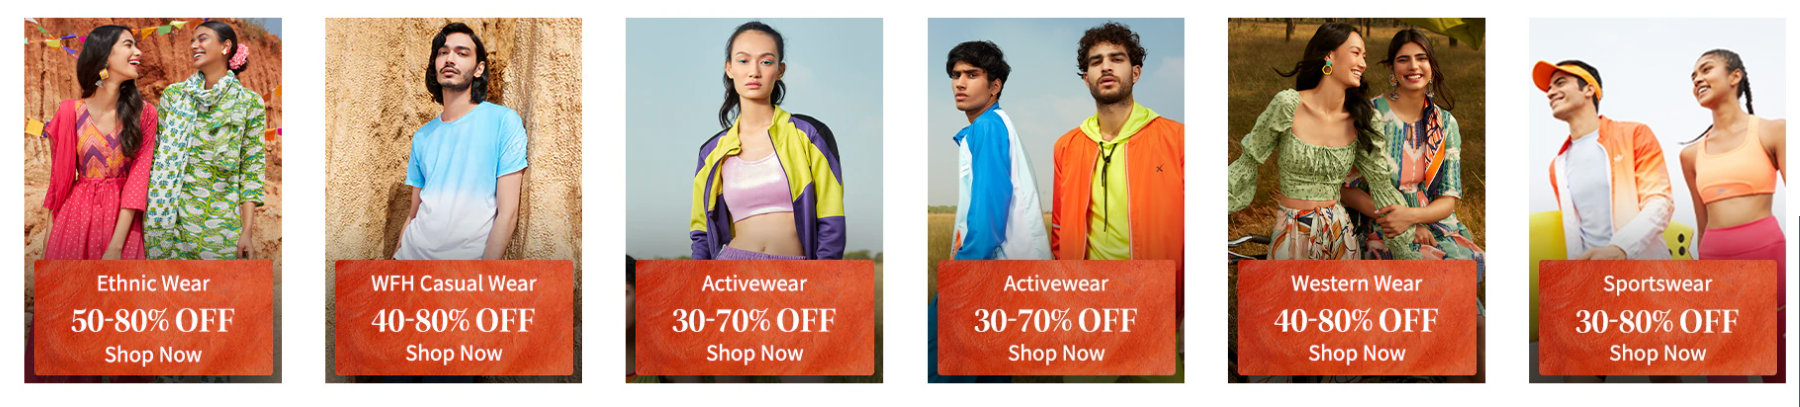 Ethnic Wear
50-80% OFF
Shop Now
WFH Casual Wear
40-80% OFF
Shop Now
Activewear
30-70% OFF
Shop Now
Activewear
30-70% OFF
Shop Now
Western Wear
40-80% OFF
Shop Now
Sportswear
30-80% OFF
Shop Now